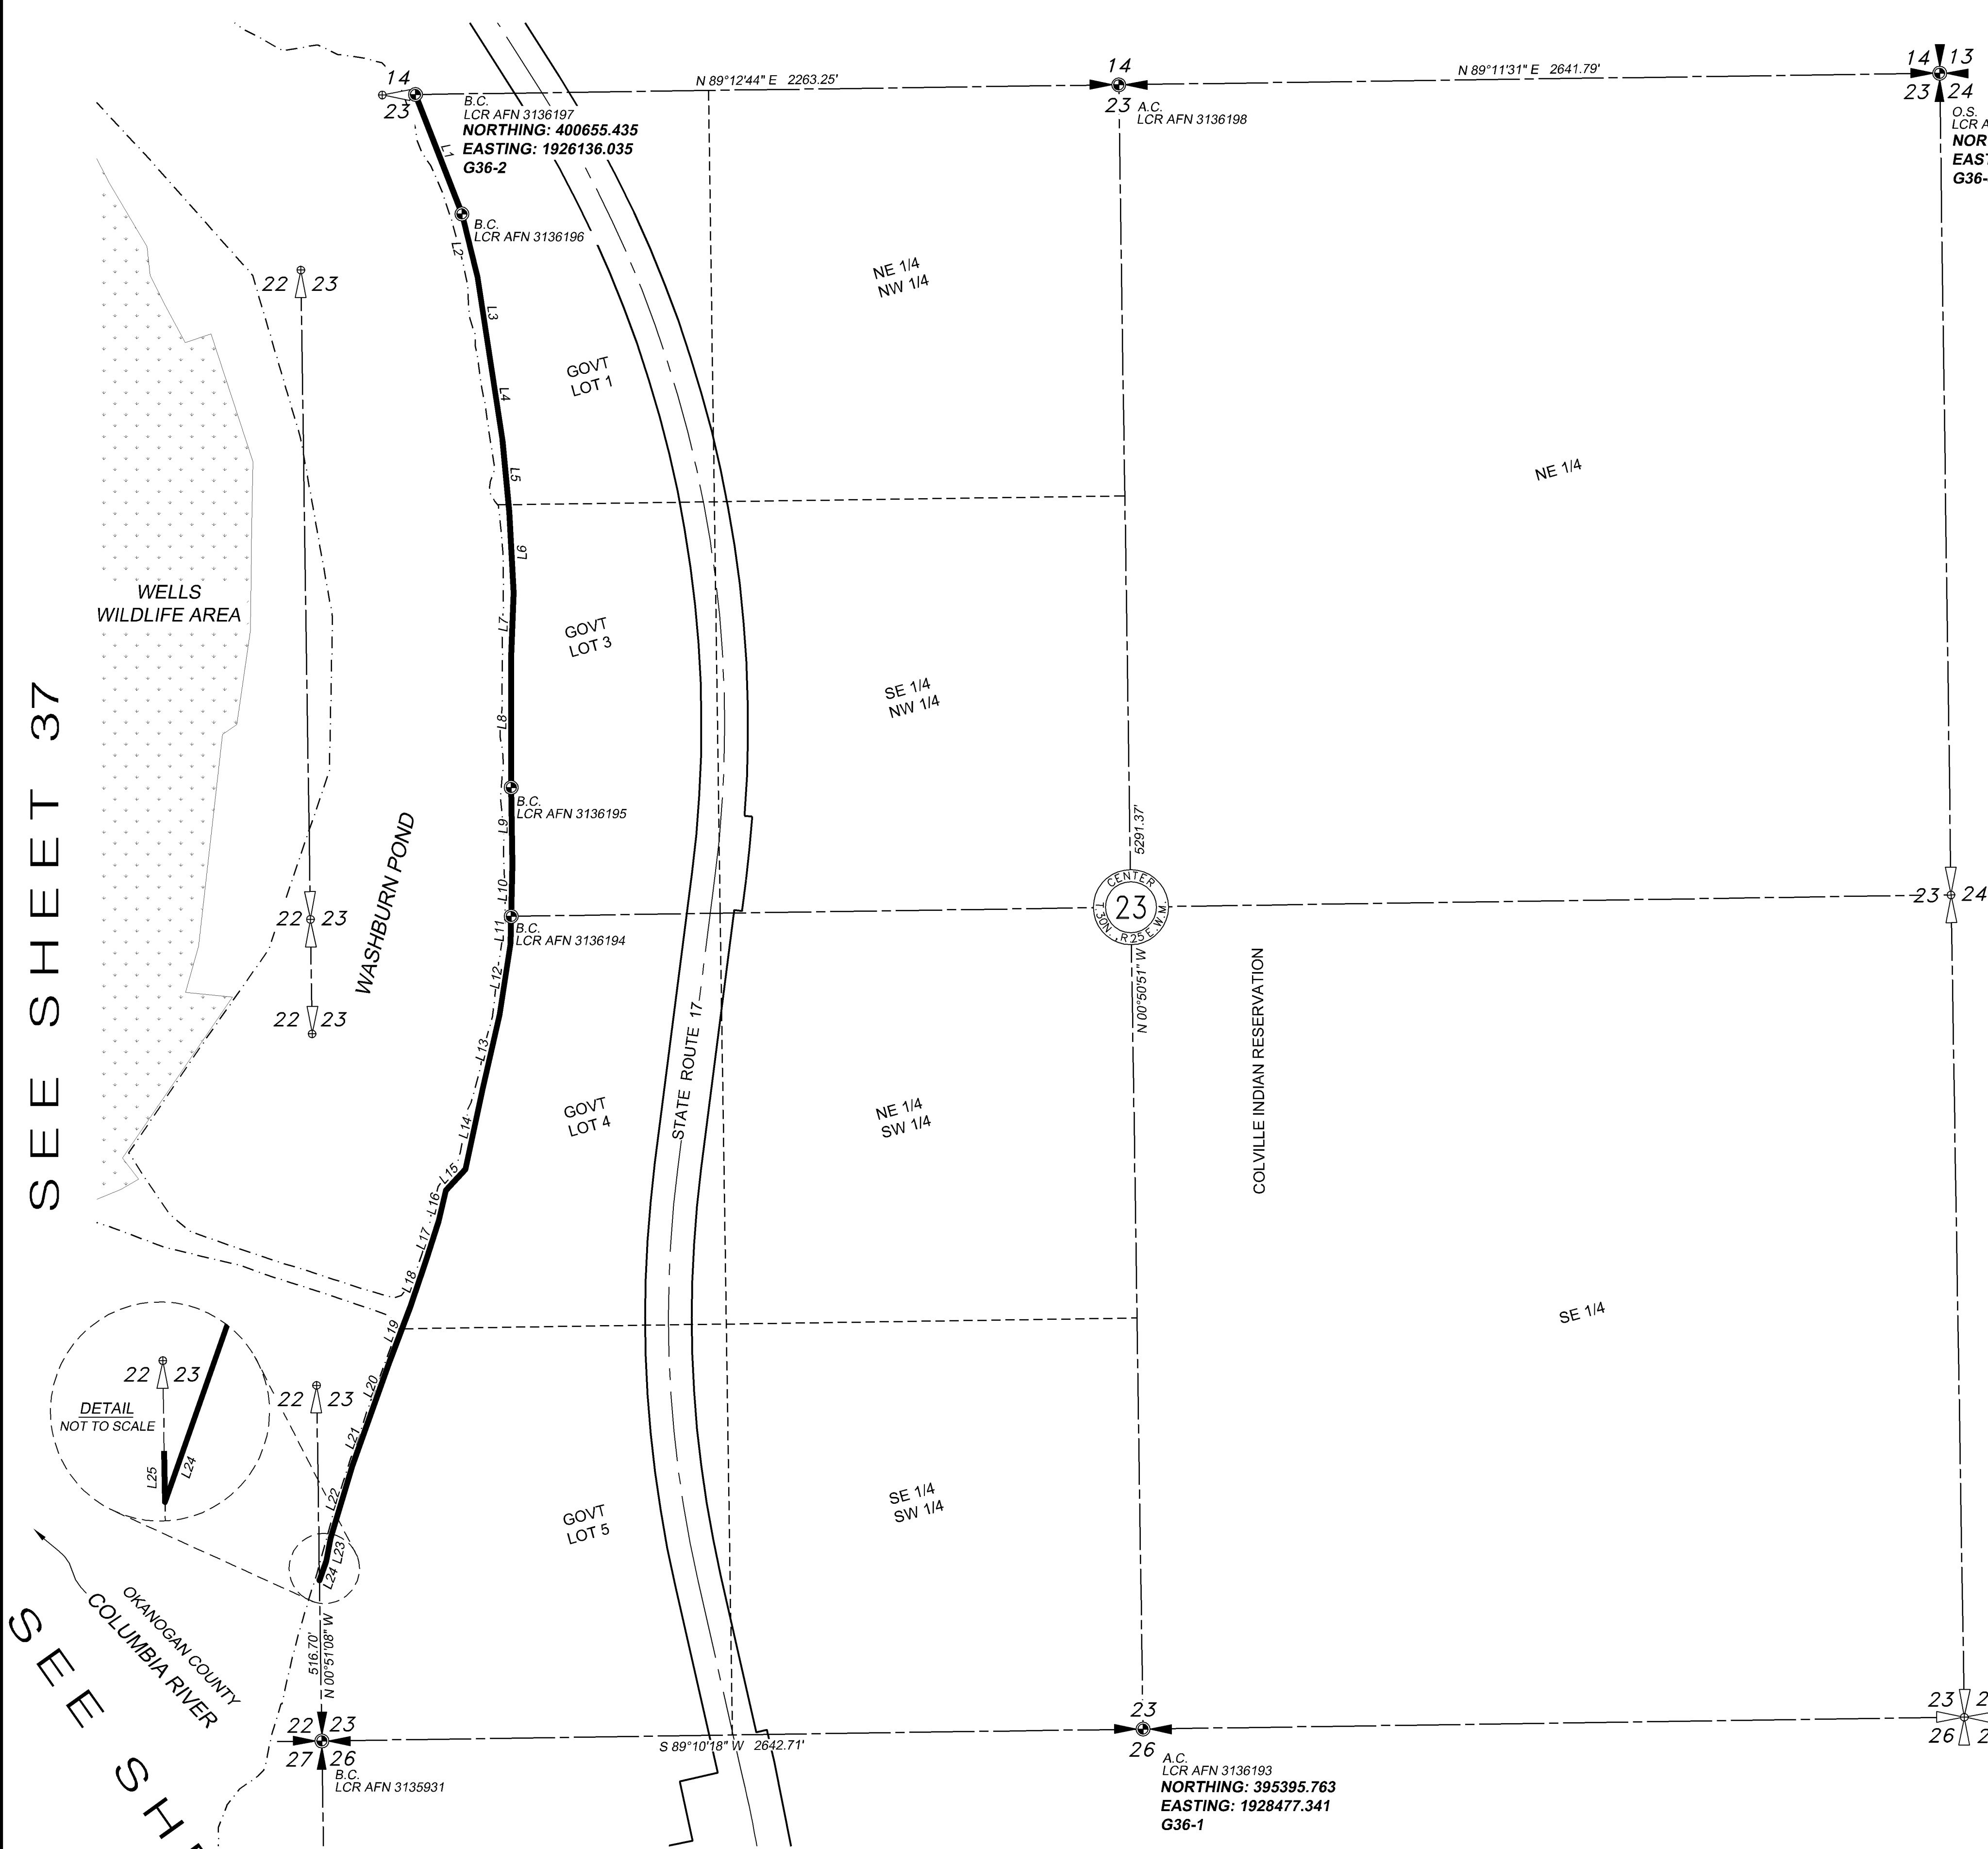 14
23
B.C.
LCR AFN 3136197
NORTHING: 400655.435
EASTING: 1926136.035
G36-2
N 89°12'44" E 2263.25'
14
23
A.C.
LCR AFN 3136198
N 89°11'31" E 2641.79'
14 13
23 24
O.S.
L1
B.C.
LCR AFN 3136196
L2
22 23
L3
NE 1/4
NW 1/4
GOVT
LOT 1
L4
L5
NE 1/4
L6
WELLS
WILDLIFE AREA
L7
GOVT
LOT 3
SE 1/4
NW 1/4
L8
SEE SHEET 37
B.C.
LCR AFN 3136195
L9
WASHBURN POND
5291.37'
L10
CENTER
23
T.30N., R25E.W.M.
23 24
22 23
B.C.
LCR AFN 3136194
L11
L12
22 23
N 00°50'51" W
STATE ROUTE 17
COLVILLE INDIAN RESERVATION
L13
L14
GOVT
LOT 4
NE 1/4
SW 1/4
L15
L16
L17
L18
L19
SE 1/4
22 23
DETAIL
NOT TO SCALE
L25
L24
22 23
L20
L21
L22
L23
L24
GOVT
LOT 5
SE 1/4
SW 1/4
OKANOGAN COUNTY
COLUMBIA RIVER
516.70'
N 00°51'08" W
22 23
27 26
B.C.
LCR AFN 3135931
S 89°10'18" W 2642.71'
23
26
A.C.
LCR AFN 3136193
NORTHING: 395395.763
EASTING: 1928477.341
G36-1
23
26
SEE